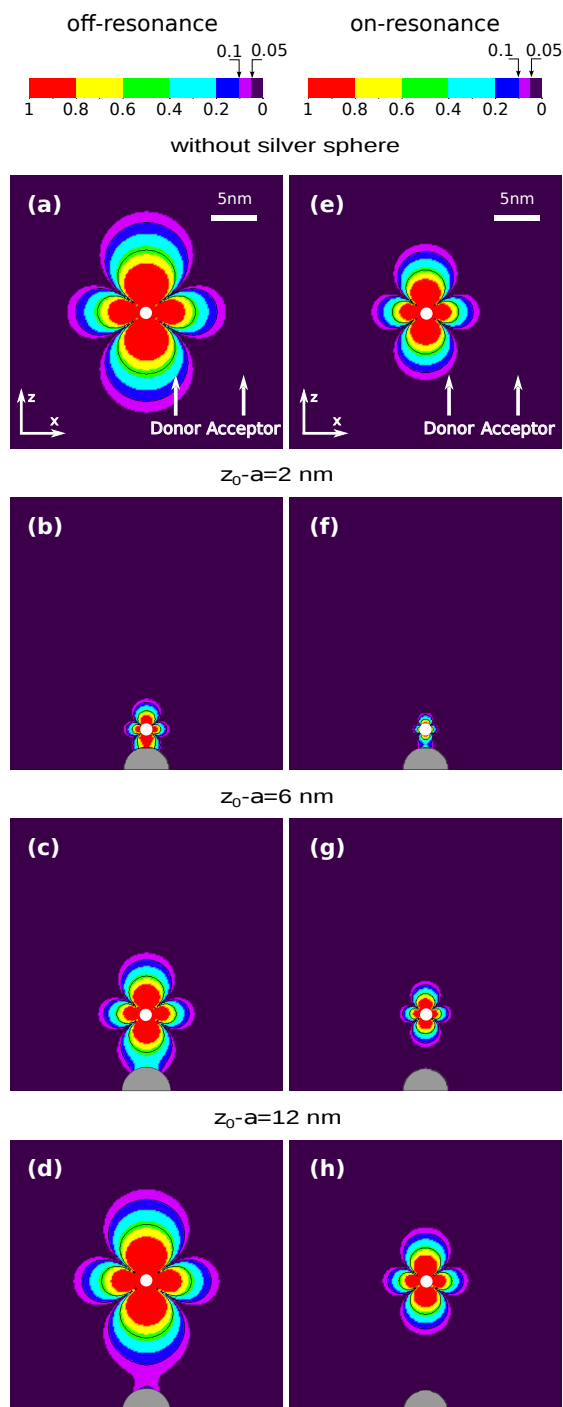 off-resonance on-resonance
0.1 0.05 0.1 0.05
1 0.8 0.6 0.4 0.2 0 1 0.8 0.6 0.4 0.2 0
without silver sphere
(a) 5nm (e) 5nm
z x Donor Acceptor z x Donor Acceptor
z₀-a=2 nm
(b) (f)
z₀-a=6 nm
(c) (g)
z₀-a=12 nm
(d) (h)